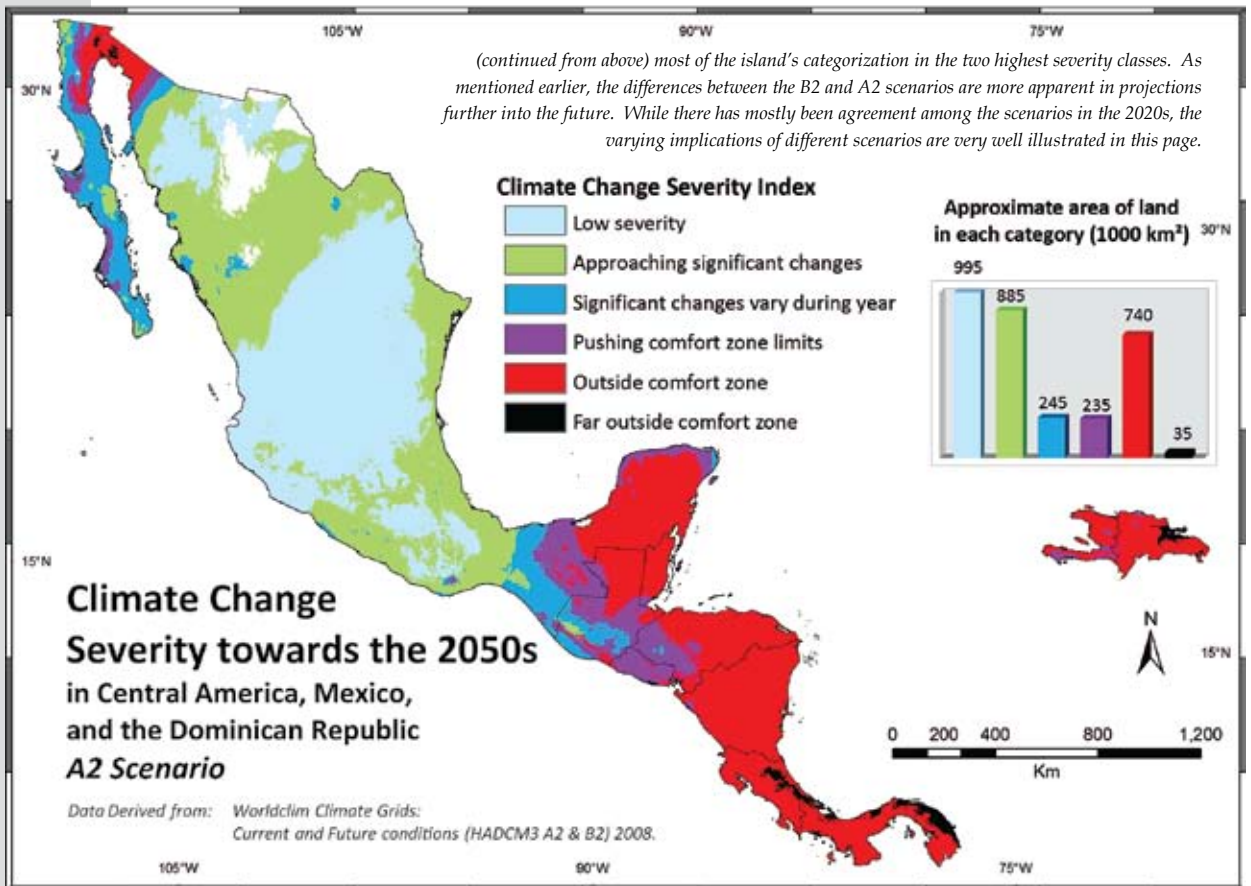 105°W
90°W
75°W
(continued from above) most of the island's categorization in the two highest severity classes. As
mentioned earlier, the differences between the B2 and A2 scenarios are more apparent in projections
further into the future. While there has mostly been agreement among the scenarios in the 2020s, the
varying implications of different scenarios are very well illustrated in this page.
30°N
Climate Change Severity Index
Low severity
Approaching significant changes
Significant changes vary during year
Pushing comfort zone limits
Outside comfort zone
Far outside comfort zone
Approximate area of land
in each category (1000 km²)
30°N
995
885
245
235
740
35
15°N
Climate Change
Severity towards the 2050s
in Central America, Mexico,
and the Dominican Republic
A2 Scenario
N
15°N
0 200 400 800 1,200
Km
Data Derived from: Worldclim Climate Grids:
Current and Future conditions (HADCM3 A2 & B2) 2008.
105°W
90°W
75°W